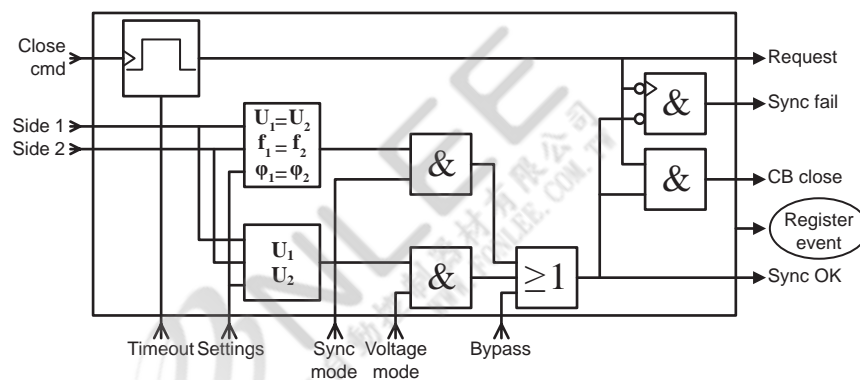 Close
cmd
Request
Sync fail
Side 1
Side 2
U1=U2
f1= f2
φ1=φ2
&
&
&
CB close
Register
event
U1
U2
&
≥1
Sync OK
Timeout
Settings
Sync
mode
Voltage
mode
Bypass